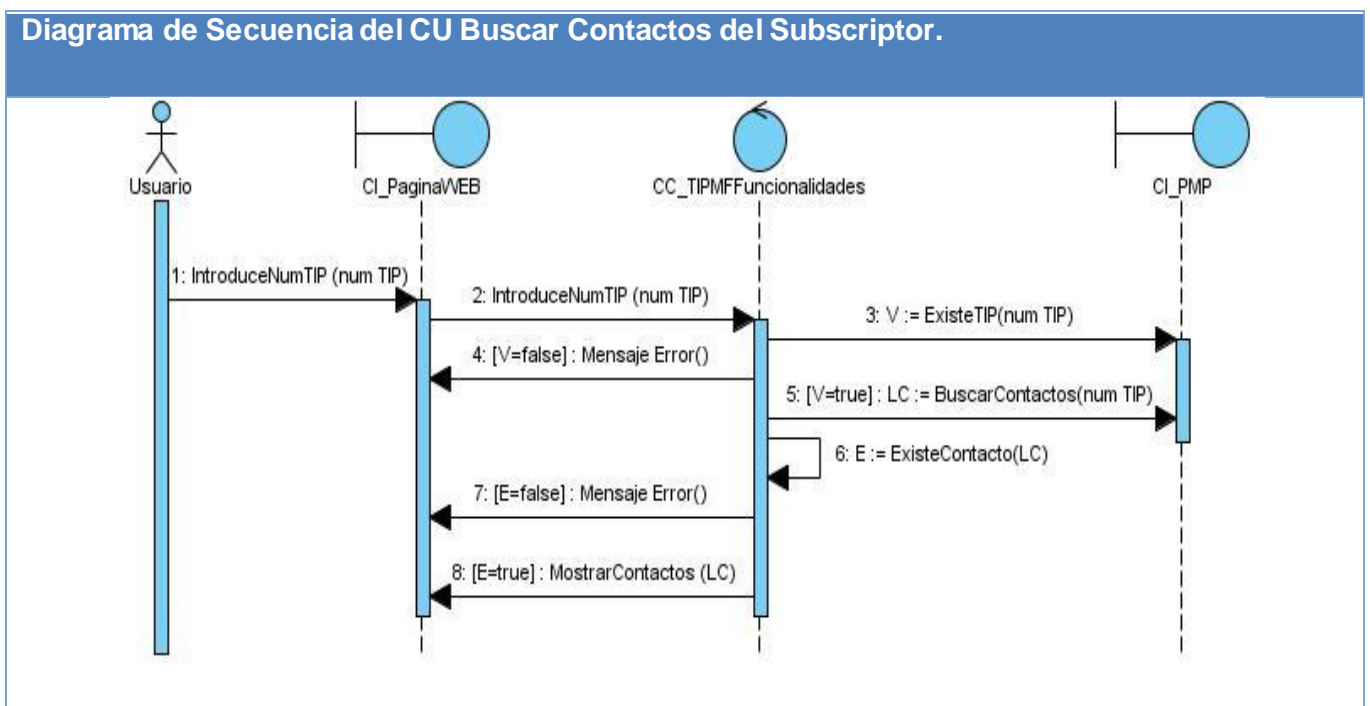 Diagrama de Secuencia del CU Buscar Contactos del Subscriptor.
Usuario
CI_PaginaWEB
CC_TIPMFFuncionalidades
CI_PMP
1: IntroduceNumTIP (num TIP)
2: IntroduceNumTIP (num TIP)
3: V := ExisteTIP(num TIP)
4: [V=false] : Mensaje Error()
5: [V=true] : LC := BuscarContactos(num TIP)
6: E := ExisteContacto(LC)
7: [E=false] : Mensaje Error()
8: [E=true] : MostrarContactos (LC)